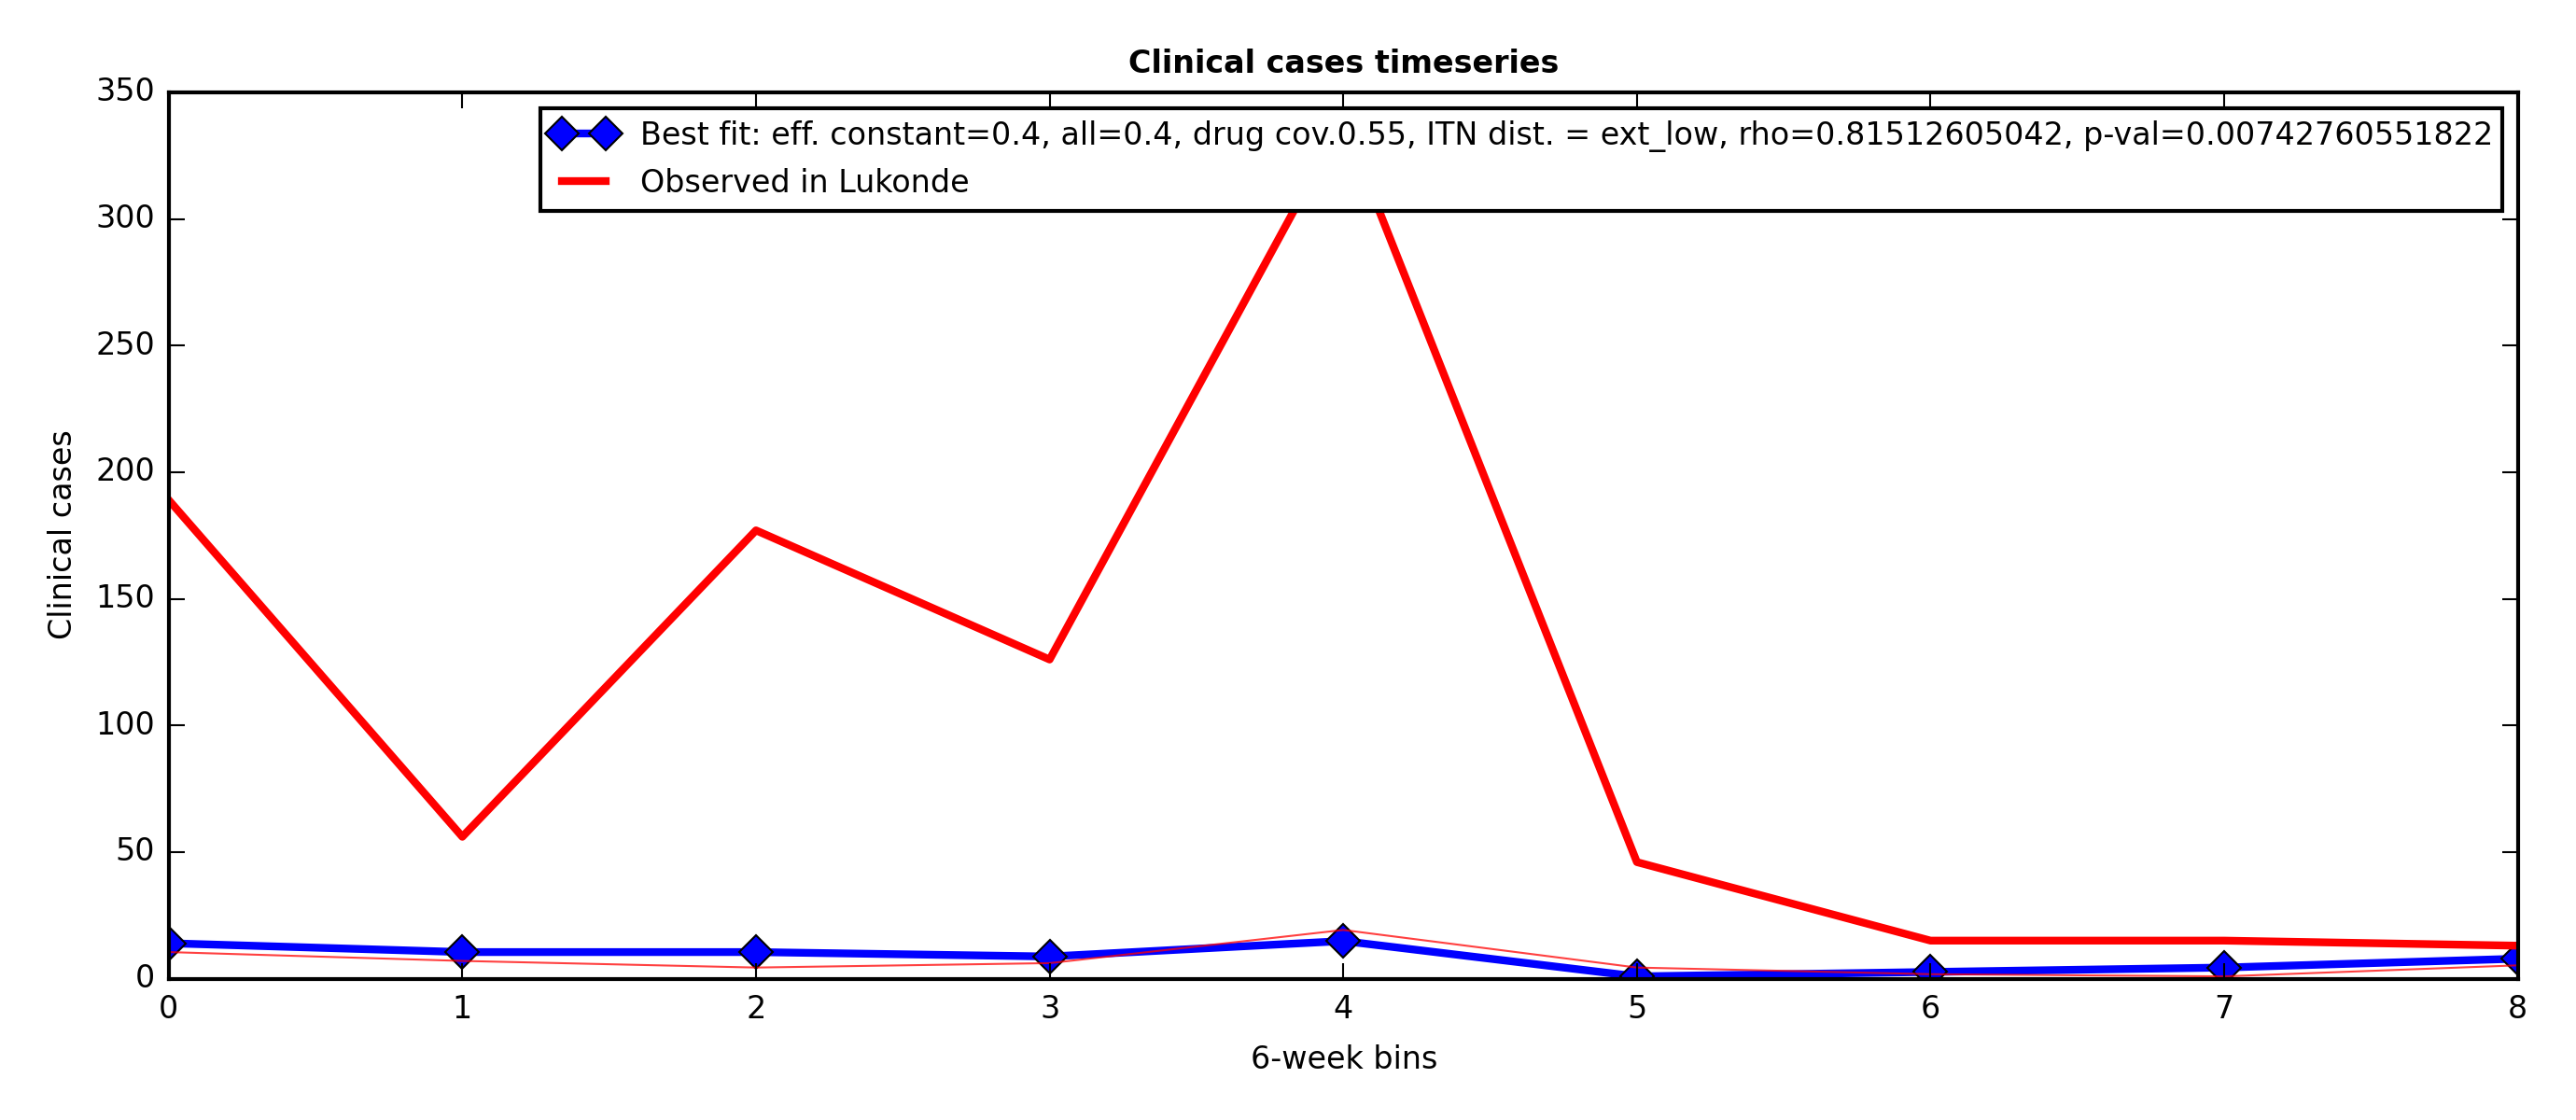 Clinical cases timeseries
350
300
250
200
150
100
50
0
Clinical cases
Best fit: eff. constant=0.4, all=0.4, drug cov.0.55, ITN dist. = ext_low, rho=0.81512605042, p-val=0.00742760551822
Observed in Lukonde
0 1 2 3 4 5 6 7 8
6-week bins